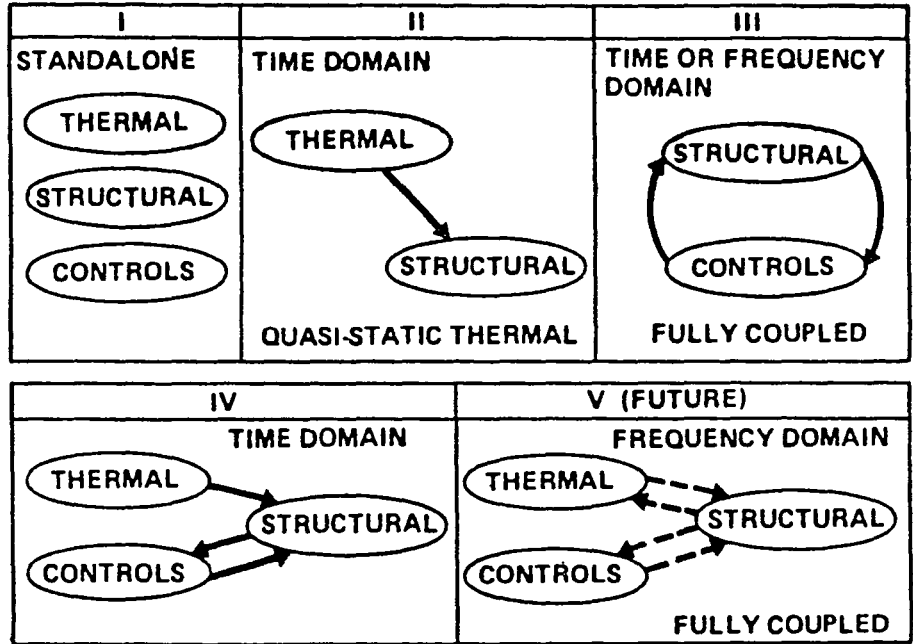 I
STANDALONE
THERMAL
STRUCTURAL
CONTROLS
II
TIME DOMAIN
THERMAL
STRUCTURAL
QUASI-STATIC THERMAL
III
TIME OR FREQUENCY
DOMAIN
STRUCTURAL
CONTROLS
FULLY COUPLED
IV
TIME DOMAIN
THERMAL
STRUCTURAL
CONTROLS
V (FUTURE)
FREQUENCY DOMAIN
THERMAL
STRUCTURAL
CONTROLS
FULLY COUPLED